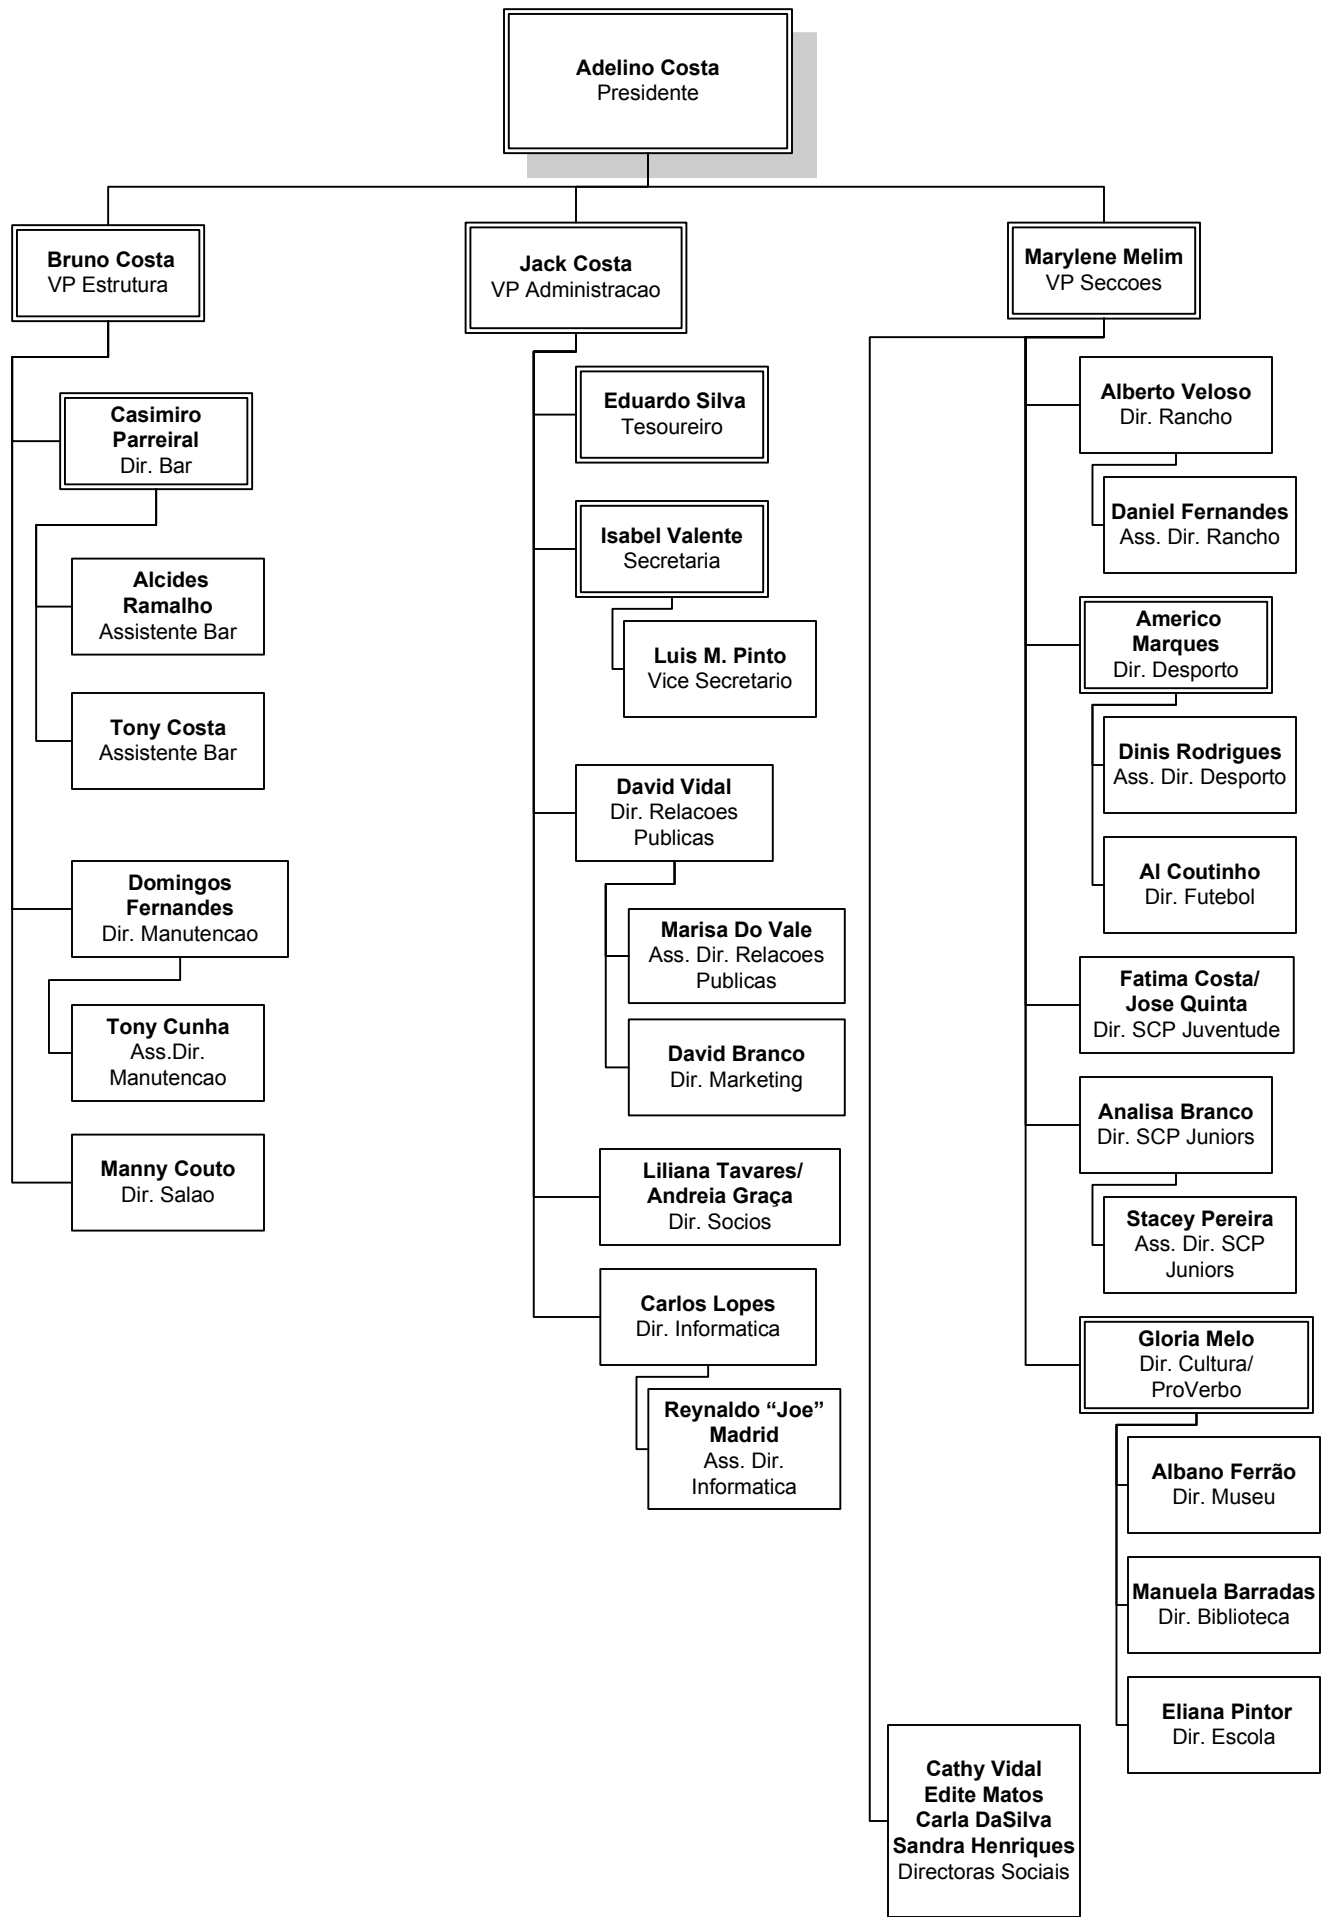 Adelino Costa
Presidente
Bruno Costa
VP Estrutura
Casimiro
Parreiral
Dir. Bar
Alcides
Ramalho
Assistente Bar
Tony Costa
Assistente Bar
Domingos
Fernandes
Dir. Manutencao
Tony Cunha
Ass.Dir.
Manutencao
Manny Couto
Dir. Salao
Jack Costa
VP Administracao
Eduardo Silva
Tesoureiro
Isabel Valente
Secretaria
Luis M. Pinto
Vice Secretario
David Vidal
Dir. Relacoes
Publicas
Marisa Do Vale
Ass. Dir. Relacoes
Publicas
David Branco
Dir. Marketing
Liliana Tavares/
Andreia Graça
Dir. Socios
Carlos Lopes
Dir. Informatica
Reynaldo “Joe”
Madrid
Ass. Dir.
Informatica
Marylene Melim
VP Seccoes
Alberto Veloso
Dir. Rancho
Daniel Fernandes
Ass. Dir. Rancho
Americo
Marques
Dir. Desporto
Dinis Rodrigues
Ass. Dir. Desporto
Al Coutinho
Dir. Futebol
Fatima Costa/
Jose Quinta
Dir. SCP Juventude
Analisa Branco
Dir. SCP Juniors
Stacey Pereira
Ass. Dir. SCP
Juniors
Gloria Melo
Dir. Cultura/
ProVerbo
Albano Ferrão
Dir. Museu
Manuela Barradas
Dir. Biblioteca
Eliana Pintor
Dir. Escola
Cathy Vidal
Edite Matos
Carla DaSilva
Sandra Henriques
Directoras Sociais